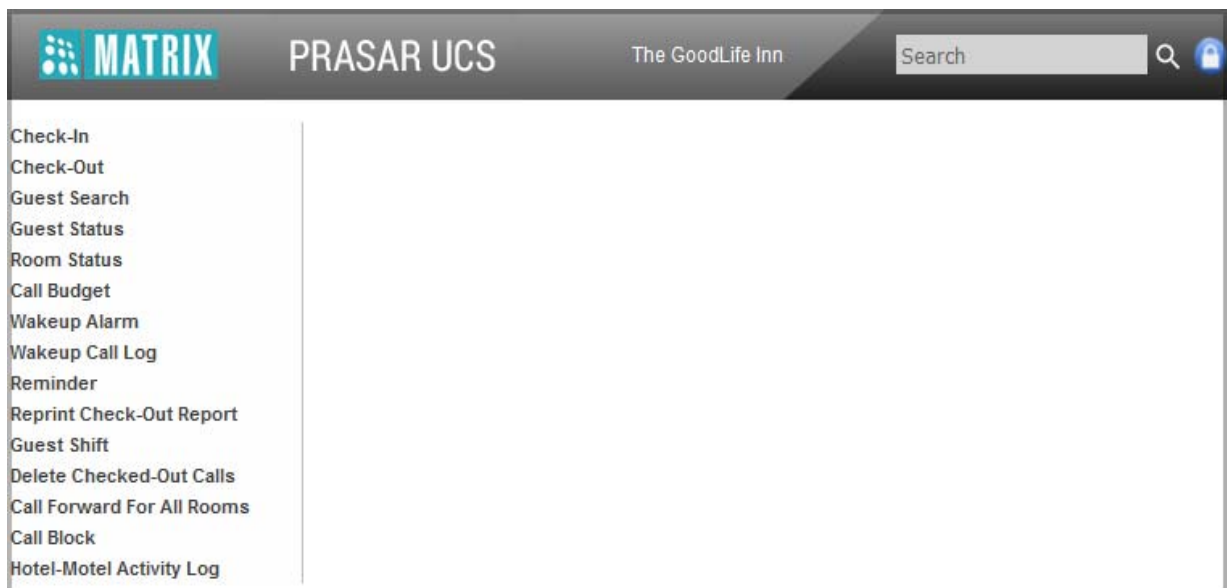 MATRIX PRASAR UCS The GoodLife Inn Search
Check-In
Check-Out
Guest Search
Guest Status
Room Status
Call Budget
Wakeup Alarm
Wakeup Call Log
Reminder
Reprint Check-Out Report
Guest Shift
Delete Checked-Out Calls
Call Forward For All Rooms
Call Block
Hotel-Motel Activity Log